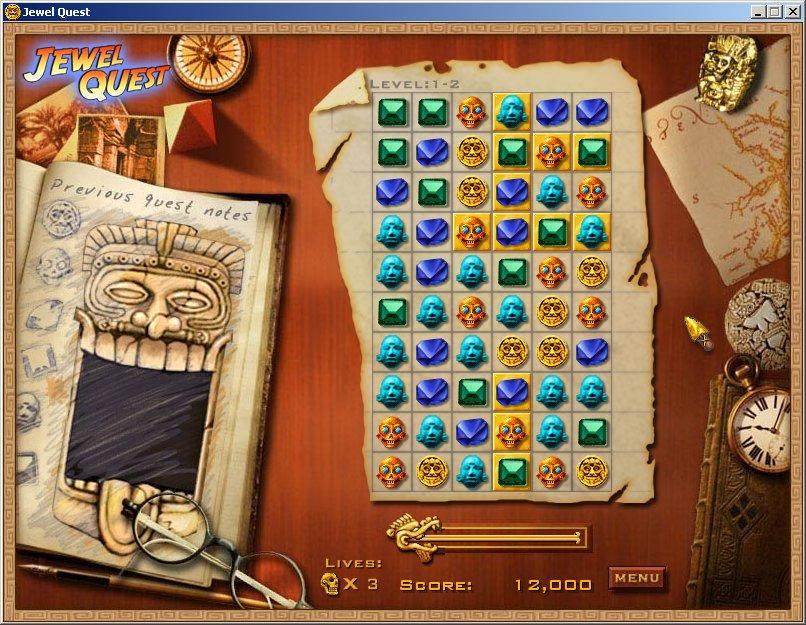 Jewel Quest
JEWEL
QUEST
LEVEL:1-2
Previous quest notes
LIVES:
X 3
SCORE: 12,000
MENU